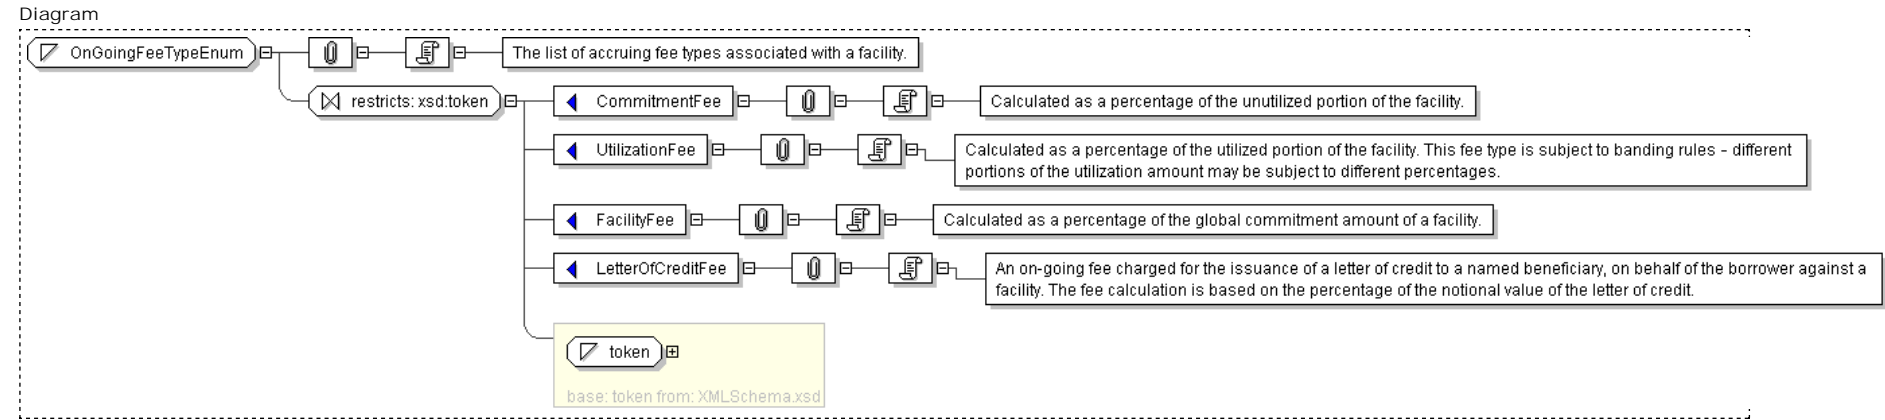 Diagram
OnGoingFeeTypeEnum
The list of accruing fee types associated with a facility.
restricts: xsd:token
CommitmentFee
Calculated as a percentage of the unutilized portion of the facility.
UtilizationFee
Calculated as a percentage of the utilized portion of the facility. This fee type is subject to banding rules - different
portions of the utilization amount may be subject to different percentages.
FacilityFee
Calculated as a percentage of the global commitment amount of a facility.
LetterOfCreditFee
An on-going fee charged for the issuance of a letter of credit to a named beneficiary, on behalf of the borrower against a
facility. The fee calculation is based on the percentage of the notional value of the letter of credit.
token
base: token from: XMLSchema.xsd